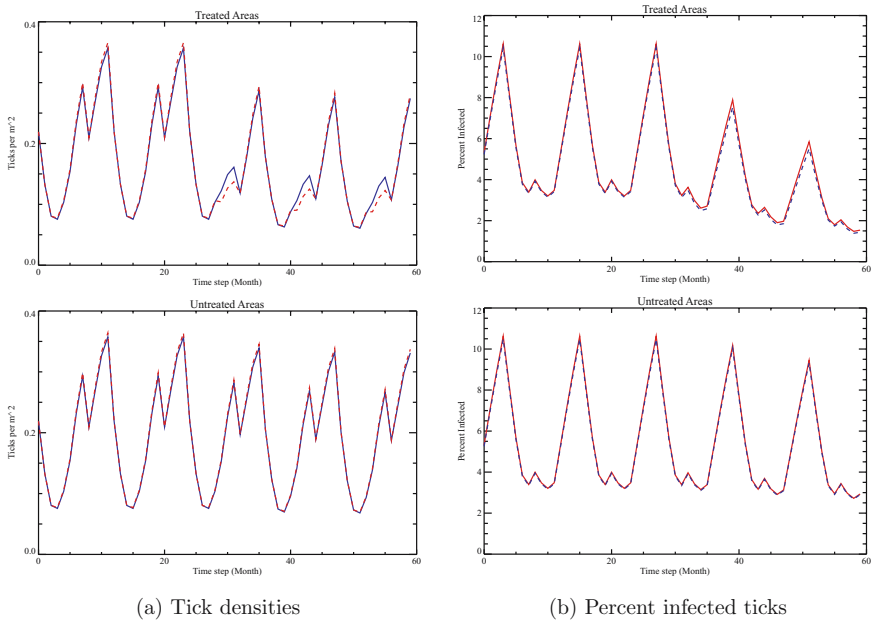 Treated Areas
0.4
0.2
0.0
Ticks per m^2
0 20 40 60
Time step (Month)
Untreated Areas
0.4
0.2
0.0
Ticks per m^2
0 20 40 60
Time step (Month)
(a) Tick densities
Treated Areas
12
10
8
6
4
2
0
Percent Infected
0 20 40 60
Time step (Month)
Untreated Areas
12
10
8
6
4
2
0
Percent Infected
0 20 40 60
Time step (Month)
(b) Percent infected ticks